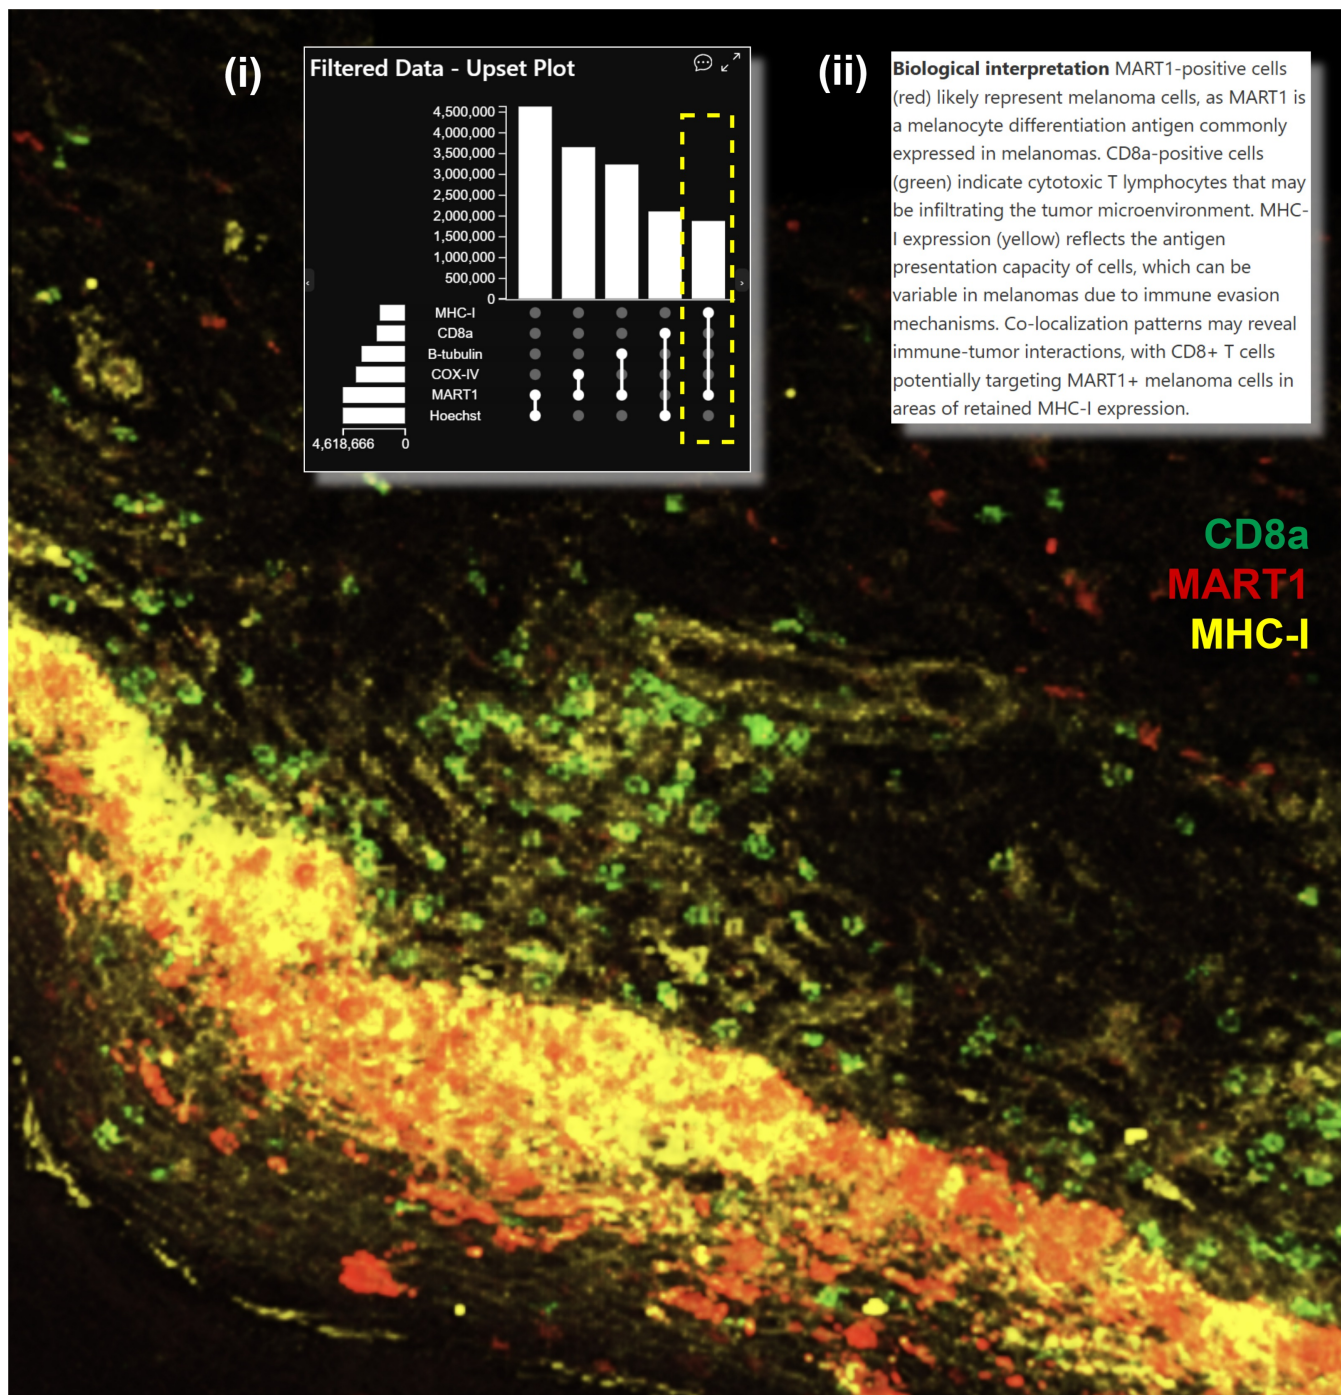 (i)
Filtered Data - Upset Plot
4,500,000
4,000,000
3,500,000
3,000,000
2,500,000
2,000,000
1,500,000
1,000,000
500,000
0
MHC-I
CD8a
B-tubulin
COX-IV
MART1
Hoechst
4,618,666 0
(ii)
Biological interpretation MART1-positive cells
(red) likely represent melanoma cells, as MART1 is
a melanocyte differentiation antigen commonly
expressed in melanomas. CD8a-positive cells
(green) indicate cytotoxic T lymphocytes that may
be infiltrating the tumor microenvironment. MHC-
I expression (yellow) reflects the antigen
presentation capacity of cells, which can be
variable in melanomas due to immune evasion
mechanisms. Co-localization patterns may reveal
immune-tumor interactions, with CD8+ T cells
potentially targeting MART1+ melanoma cells in
areas of retained MHC-I expression.
CD8a
MART1
MHC-I